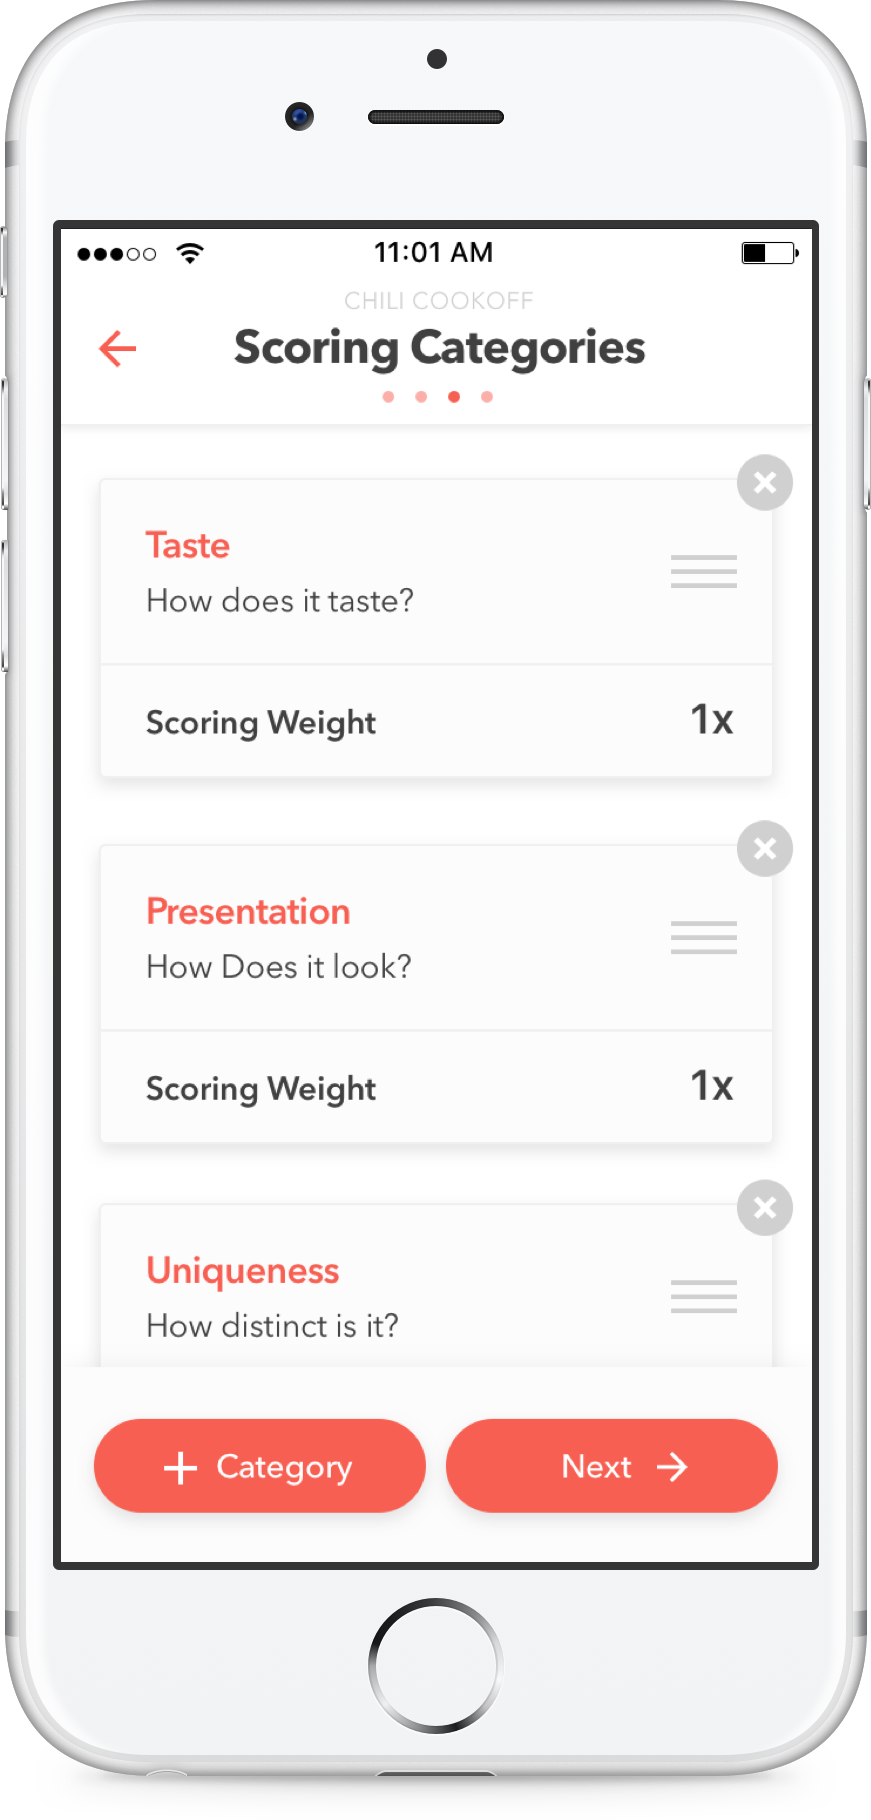 11:01 AM
CHILI COOKOFF
Scoring Categories
Taste
How does it taste?
Scoring Weight 1x
Presentation
How Does it look?
Scoring Weight 1x
Uniqueness
How distinct is it?
+ Category
Next →